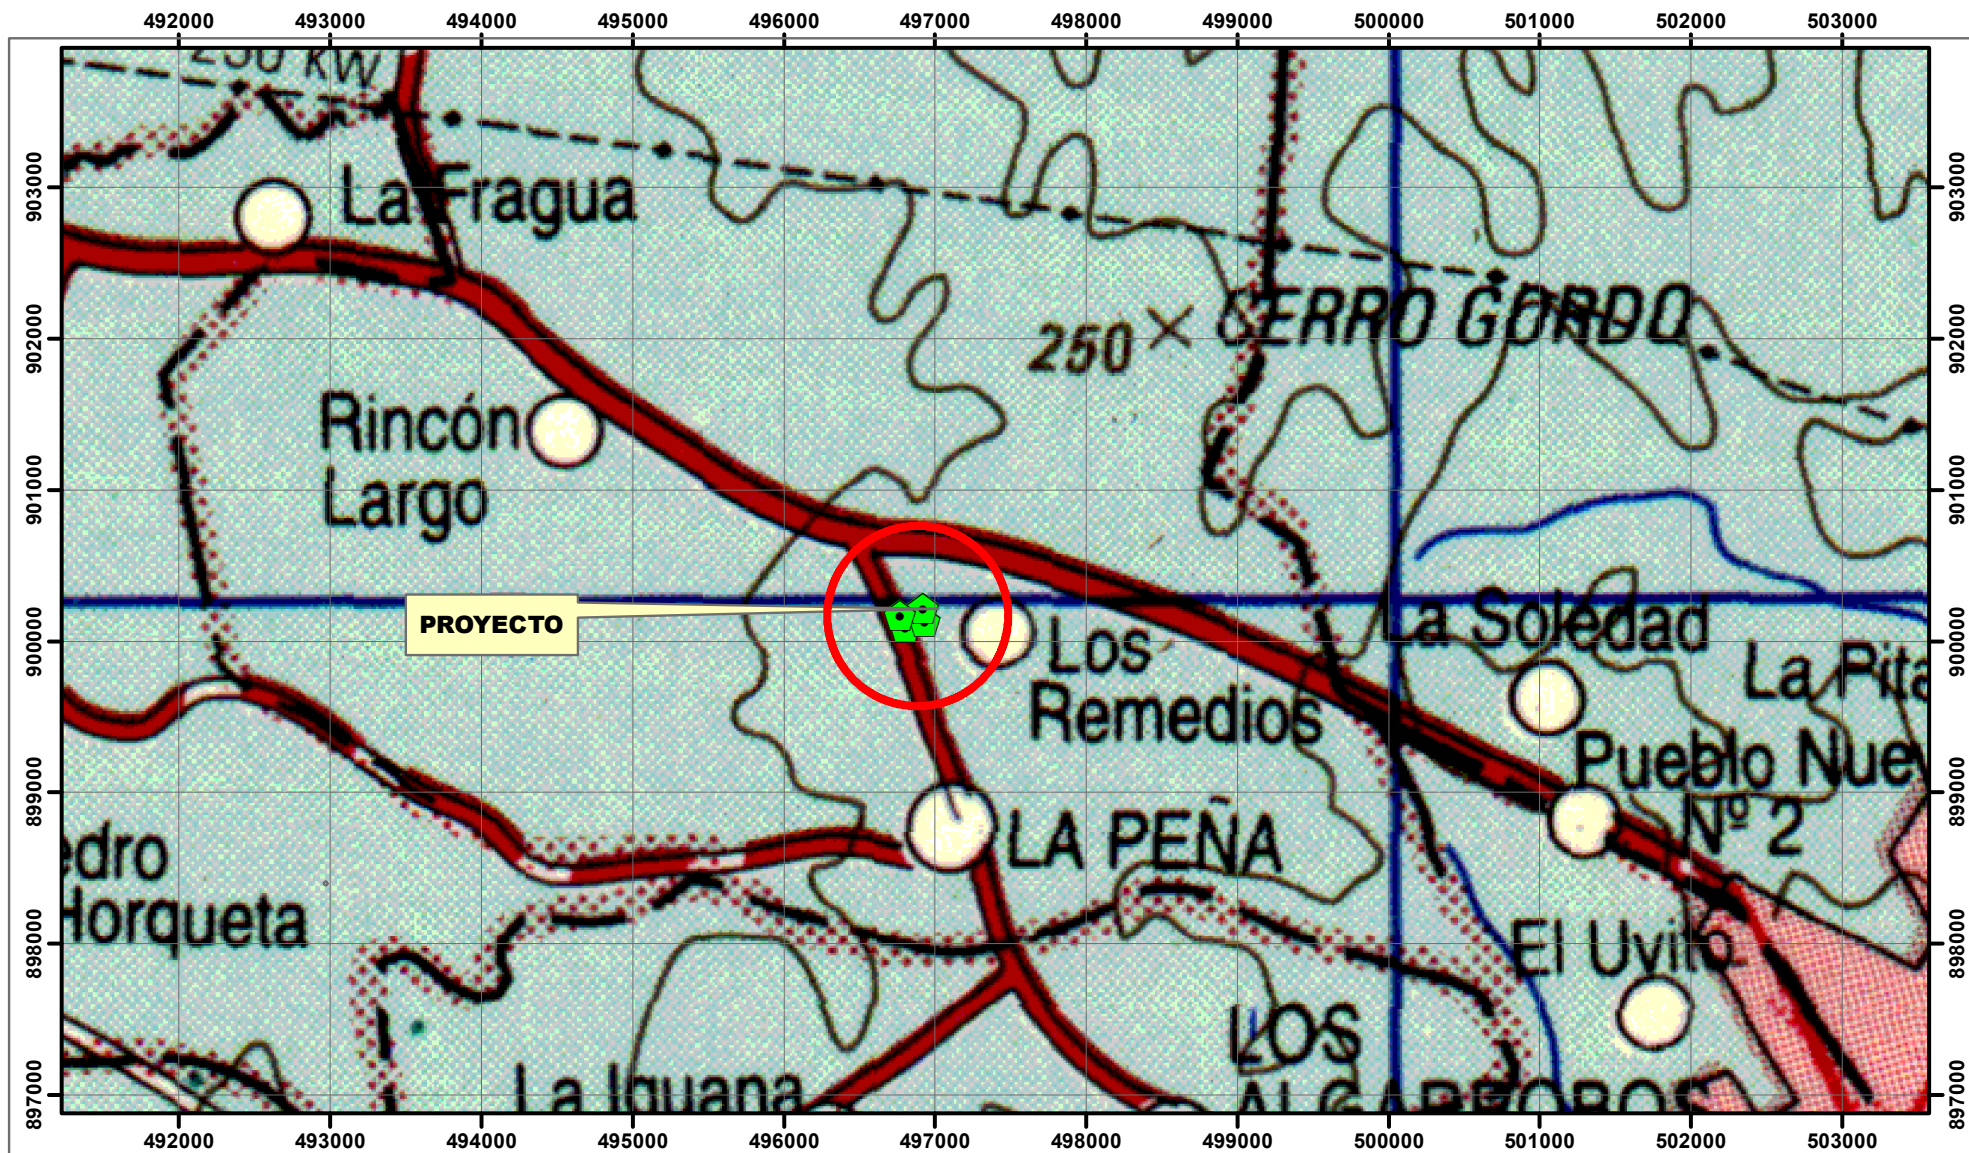 492000 493000 494000 495000 496000 497000 498000 499000 500000 501000 502000 503000
230 KW
903000
903000
La Fragua
902000
902000
250 CERRO GORDO
Rincón
Largo
901000
901000
PROYECTO
900000
900000
Los
Remedios
La Soledad
La Pita
Pueblo Nue
Nº 2
899000
899000
LA PEÑA
edro
Horqueta
898000
898000
El Uvito
LOS
ALGARROBOS
La Iguana
897000
897000
492000 493000 494000 495000 496000 497000 498000 499000 500000 501000 502000 503000